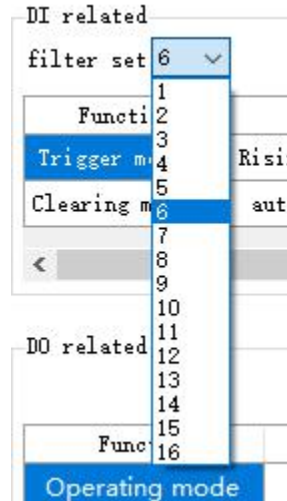 DI related
filter set 6
1
Functi 2
3
Trigger m 4 Risi
5
Clearing m 6 aut
7
8
9
10
11
DO related 12
13
14
15
Func 16
Operating mode